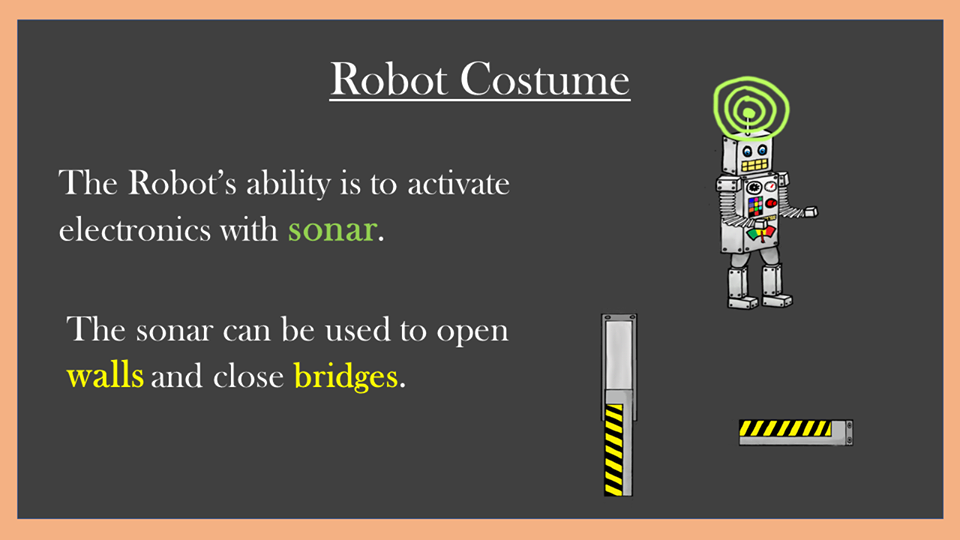 Robot Costume
The Robot’s ability is to activate
electronics with sonar.
The sonar can be used to open
walls and close bridges.